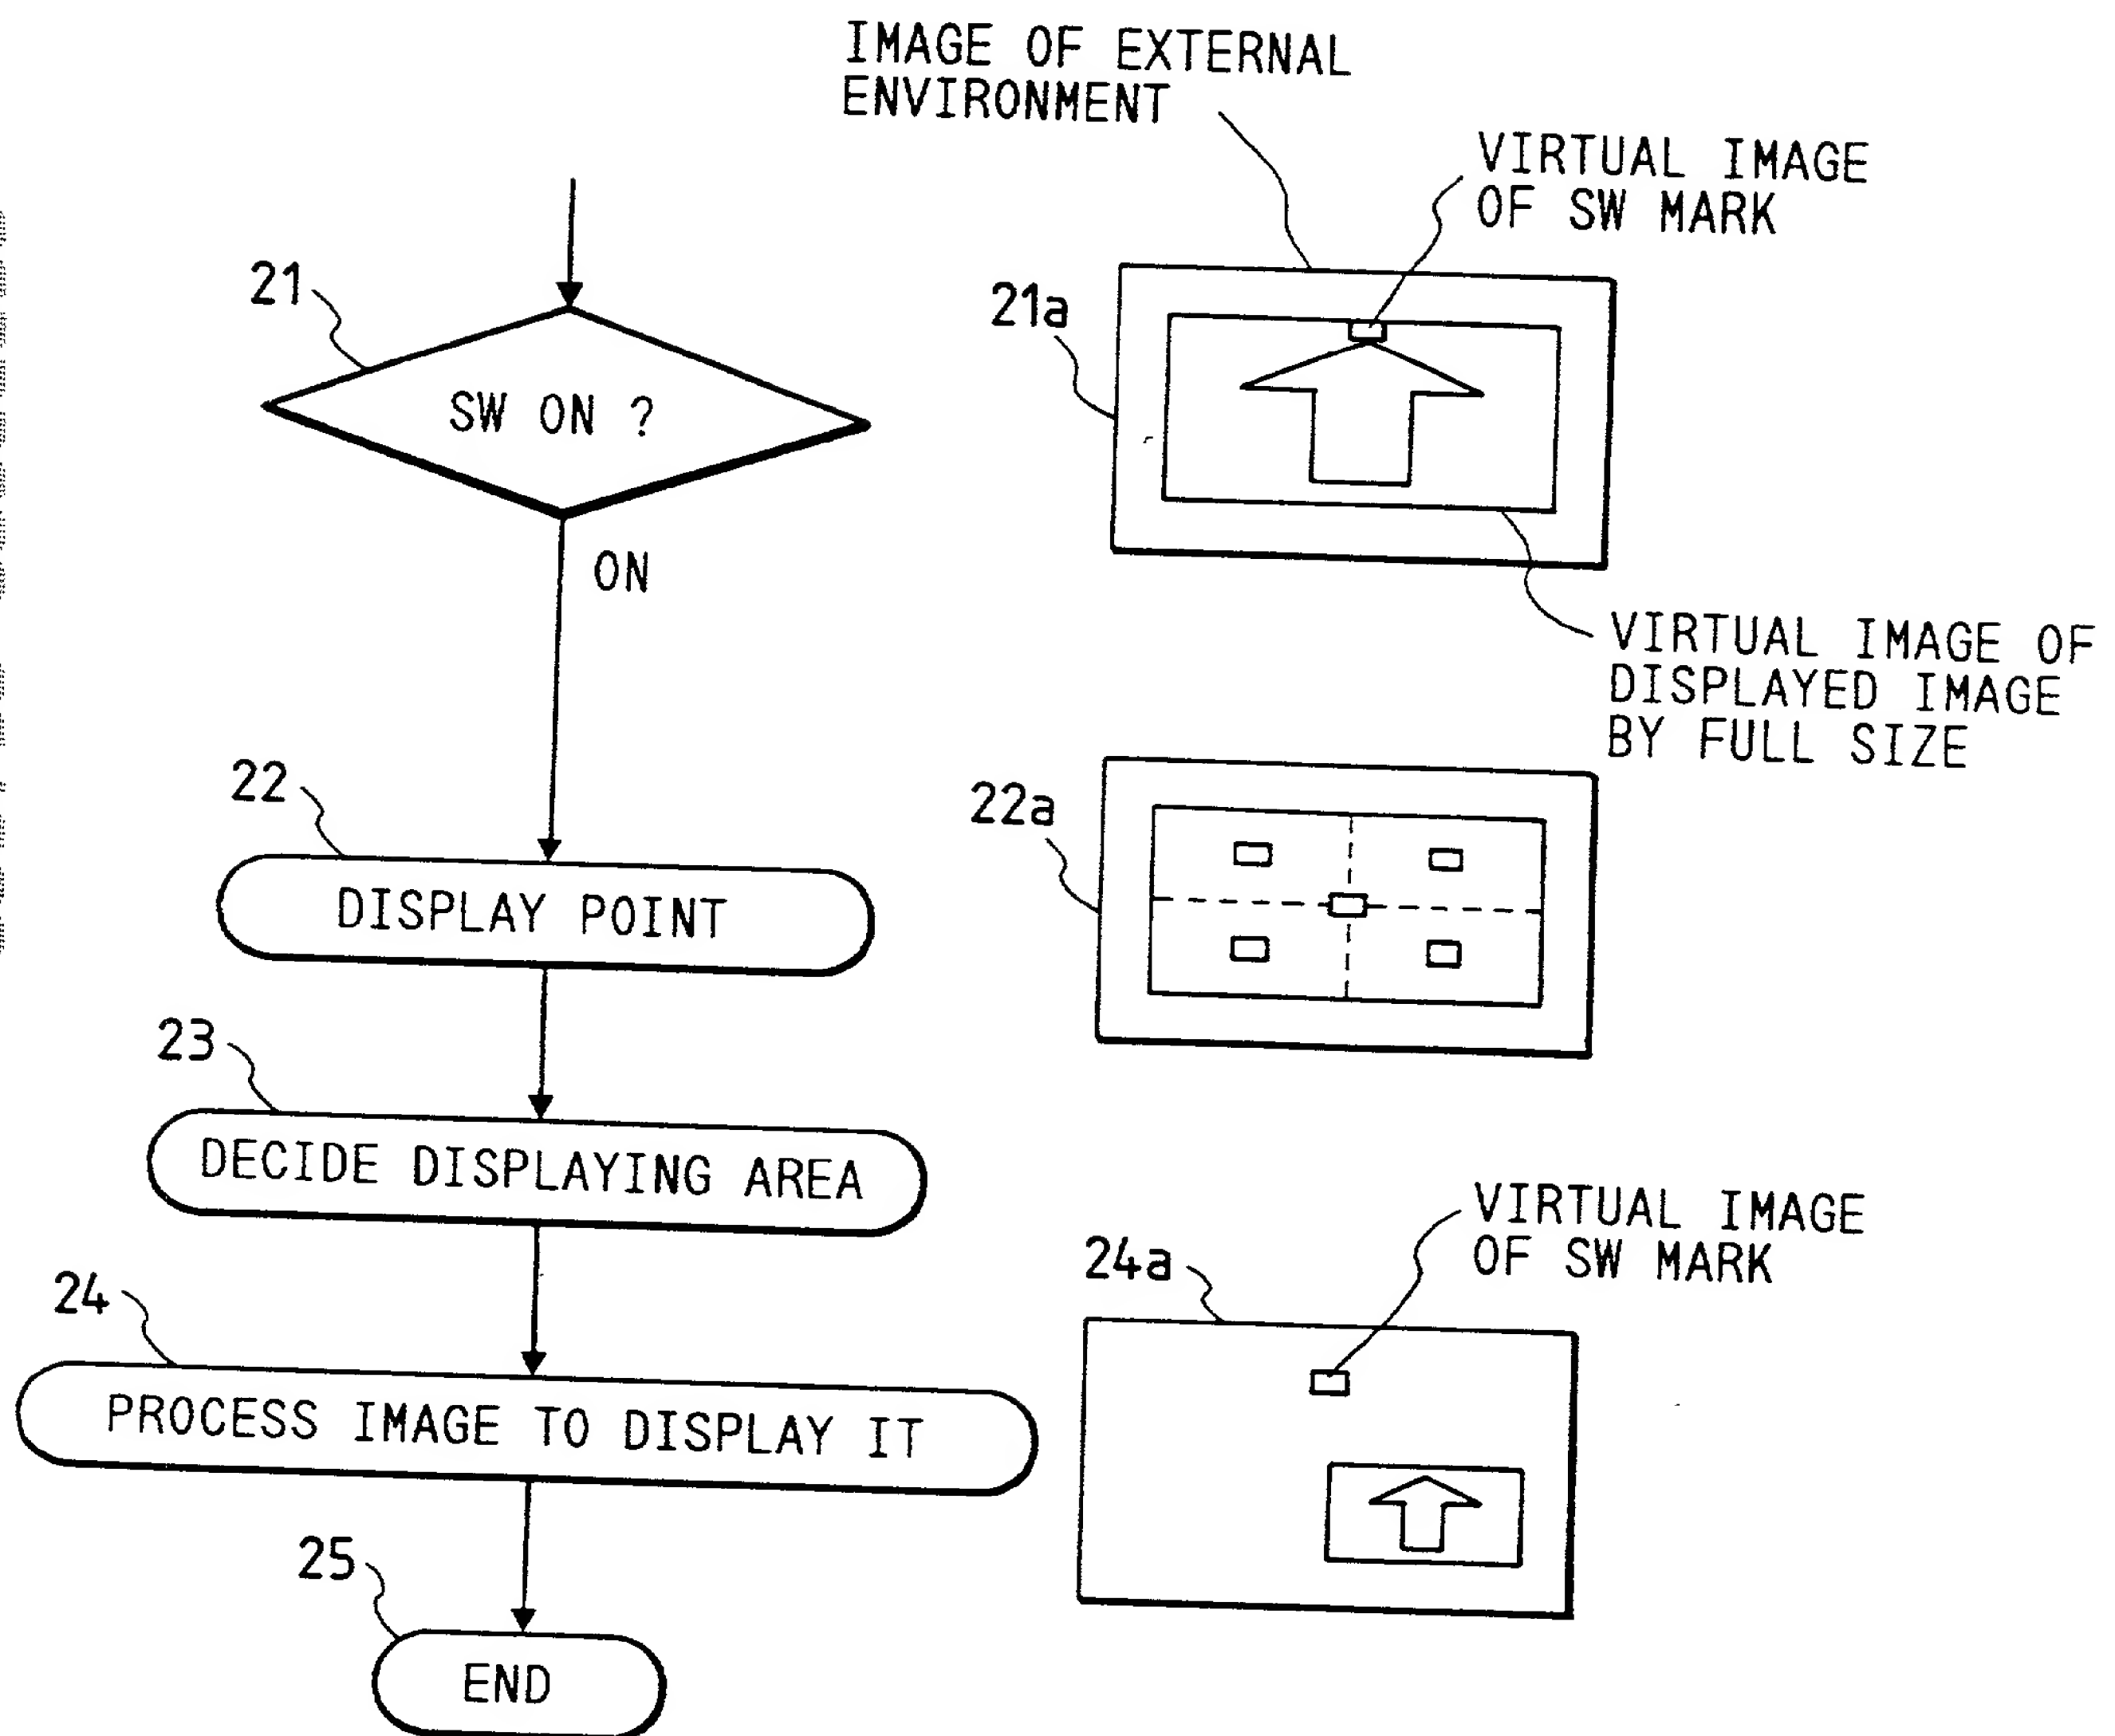 IMAGE OF EXTERNAL
ENVIRONMENT
VIRTUAL IMAGE
OF SW MARK
21
21a
SW ON ?
ON
VIRTUAL IMAGE OF
DISPLAYED IMAGE
BY FULL SIZE
22
22a
DISPLAY POINT
23
DECIDE DISPLAYING AREA
VIRTUAL IMAGE
OF SW MARK
24
24a
PROCESS IMAGE TO DISPLAY IT
25
END